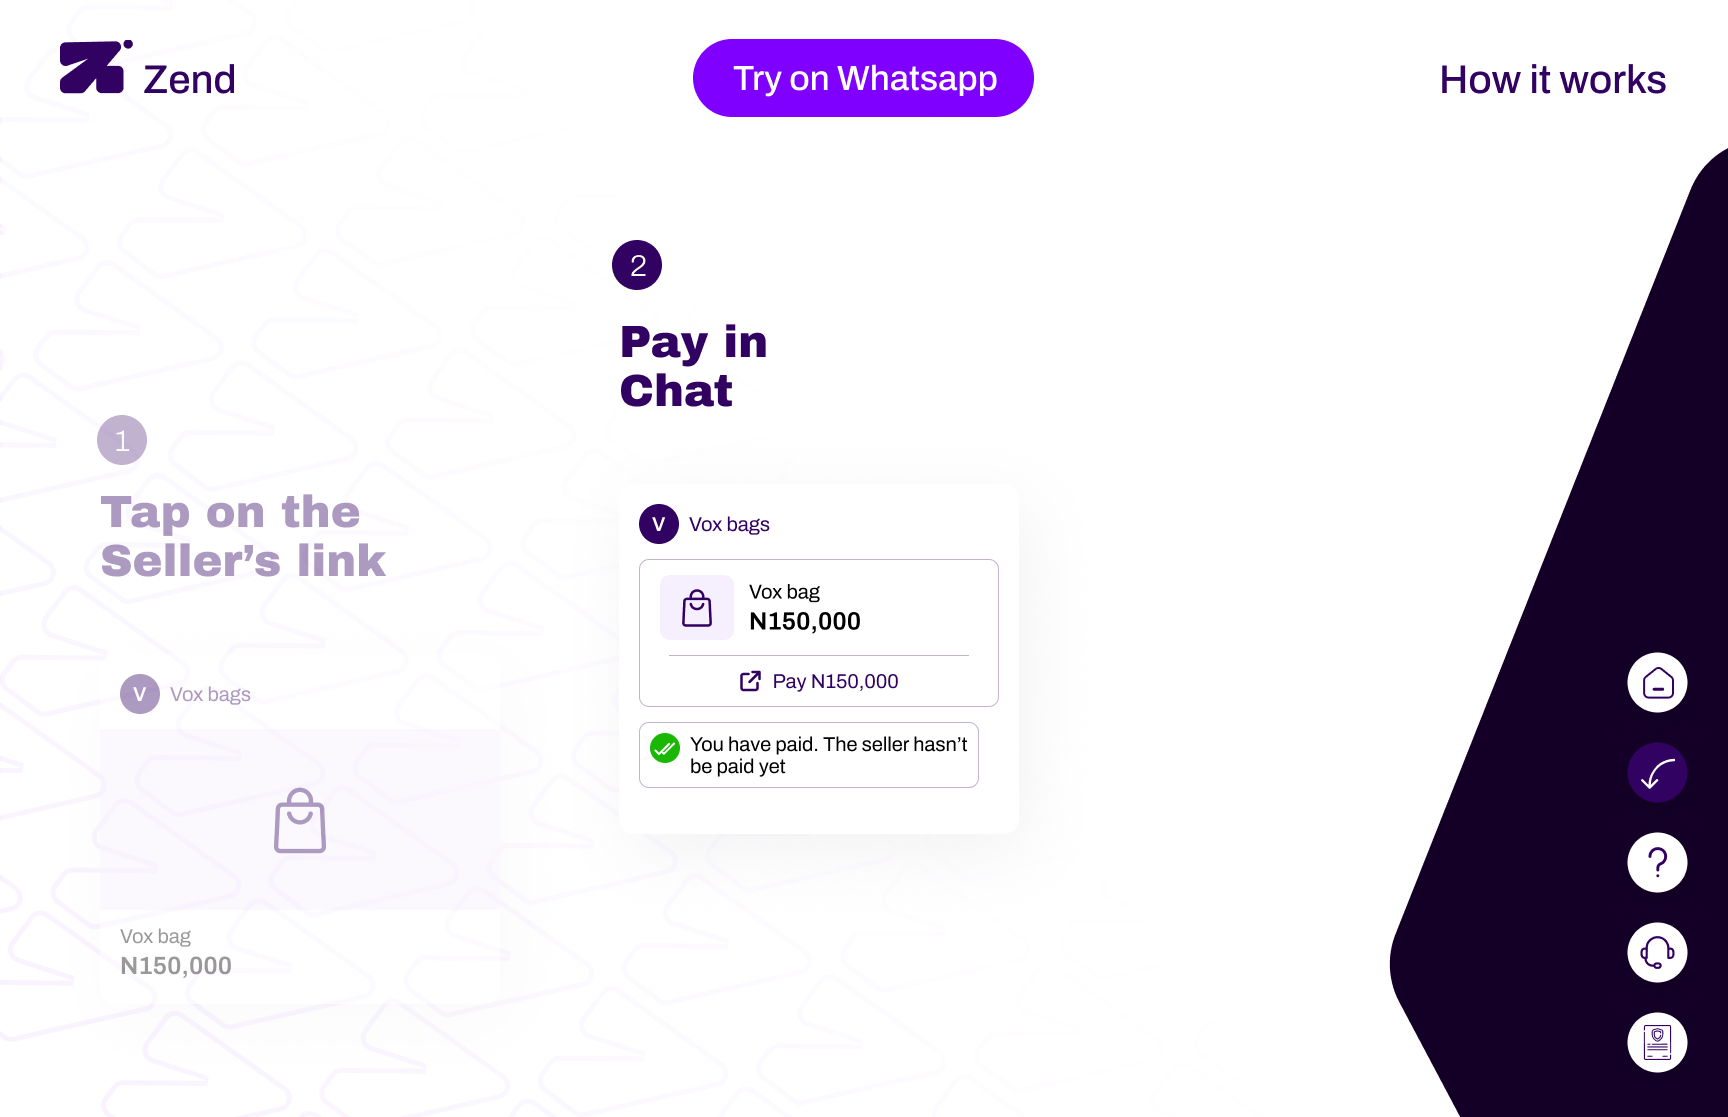 Zend
Try on Whatsapp
How it works
1
Tap on the
Seller’s link
V
Vox bags
Vox bag
N150,000
2
Pay in
Chat
V
Vox bags
Vox bag
N150,000
Pay N150,000
You have paid. The seller hasn’t
be paid yet